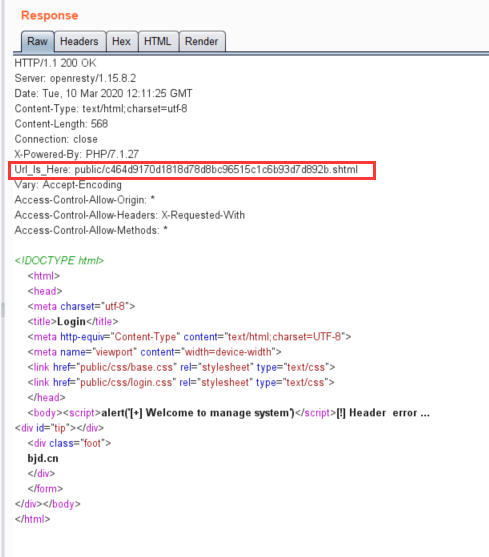 Response
Raw Headers Hex HTML Render
HTTP/1.1 200 OK
Server: openresty/1.15.8.2
Date: Tue, 10 Mar 2020 12:11:25 GMT
Content-Type: text/html;charset=utf-8
Content-Length: 568
Connection: close
X-Powered-By: PHP/7.1.27
Url_Is_Here: public/c464d9170d1818d78d8bc96515c1c6b93d7d892b.shtml
Vary: Accept-Encoding
Access-Control-Allow-Origin: *
Access-Control-Allow-Headers: X-Requested-With
Access-Control-Allow-Methods: *
<!DOCTYPE html>
<html>
<head>
<meta charset="utf-8">
<title>Login</title>
<meta http-equiv="Content-Type" content="text/html;charset=UTF-8">
<meta name="viewport" content="width=device-width">
<link href="public/css/base.css" rel="stylesheet" type="text/css">
<link href="public/css/login.css" rel="stylesheet" type="text/css">
</head>
<body><script>alert('[+] Welcome to manage system')</script>[!] Header  error ...
<div id="tip"></div>
<div class="foot">
bjd.cn
</div>
</form>
</div></body>
</html>